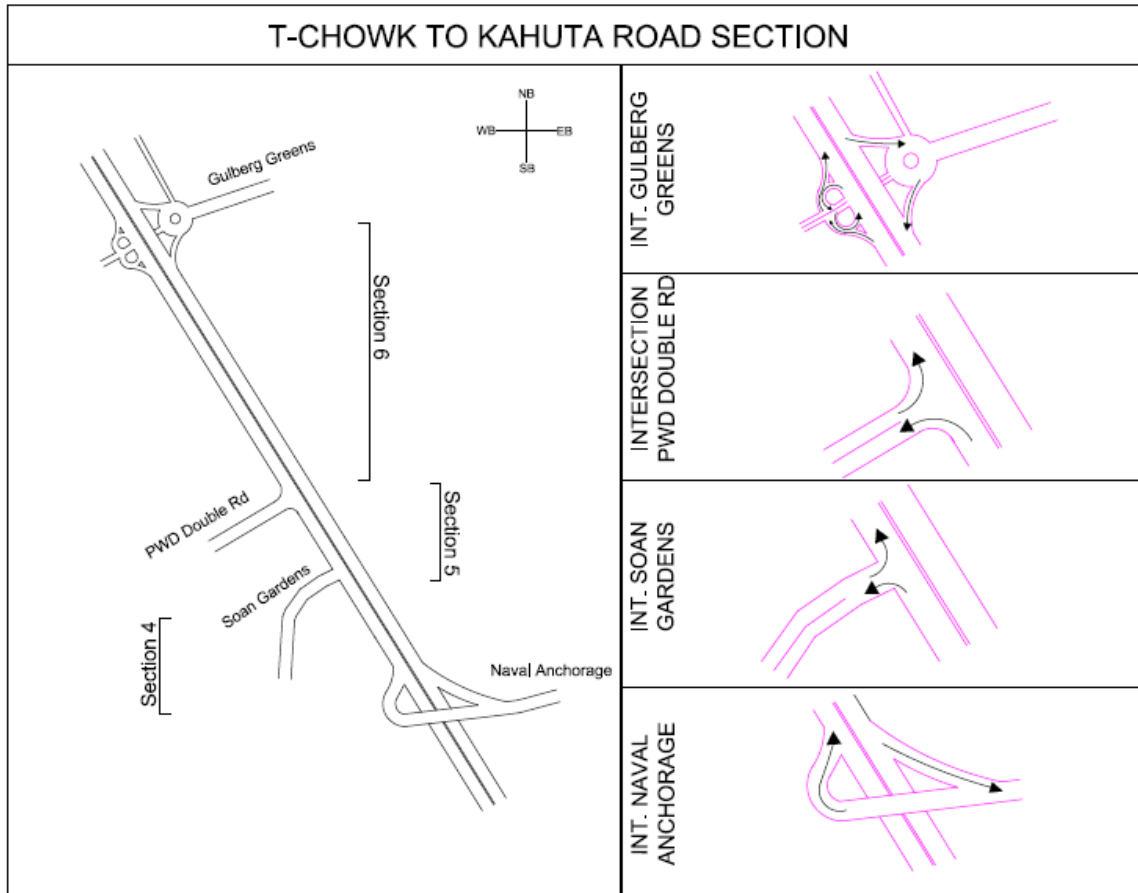 T-CHOWK TO KAHUTA ROAD SECTION
NB
WB
EB
SB
Gulberg Greens
Section 6
PWD Double Rd
Section 5
Soan Gardens
Section 4
Naval Anchorage
INT. GULBERG
GREENS
INTERSECTION
PWD DOUBLE RD
INT. SOAN
GARDENS
INT. NAVAL
ANCHORAGE